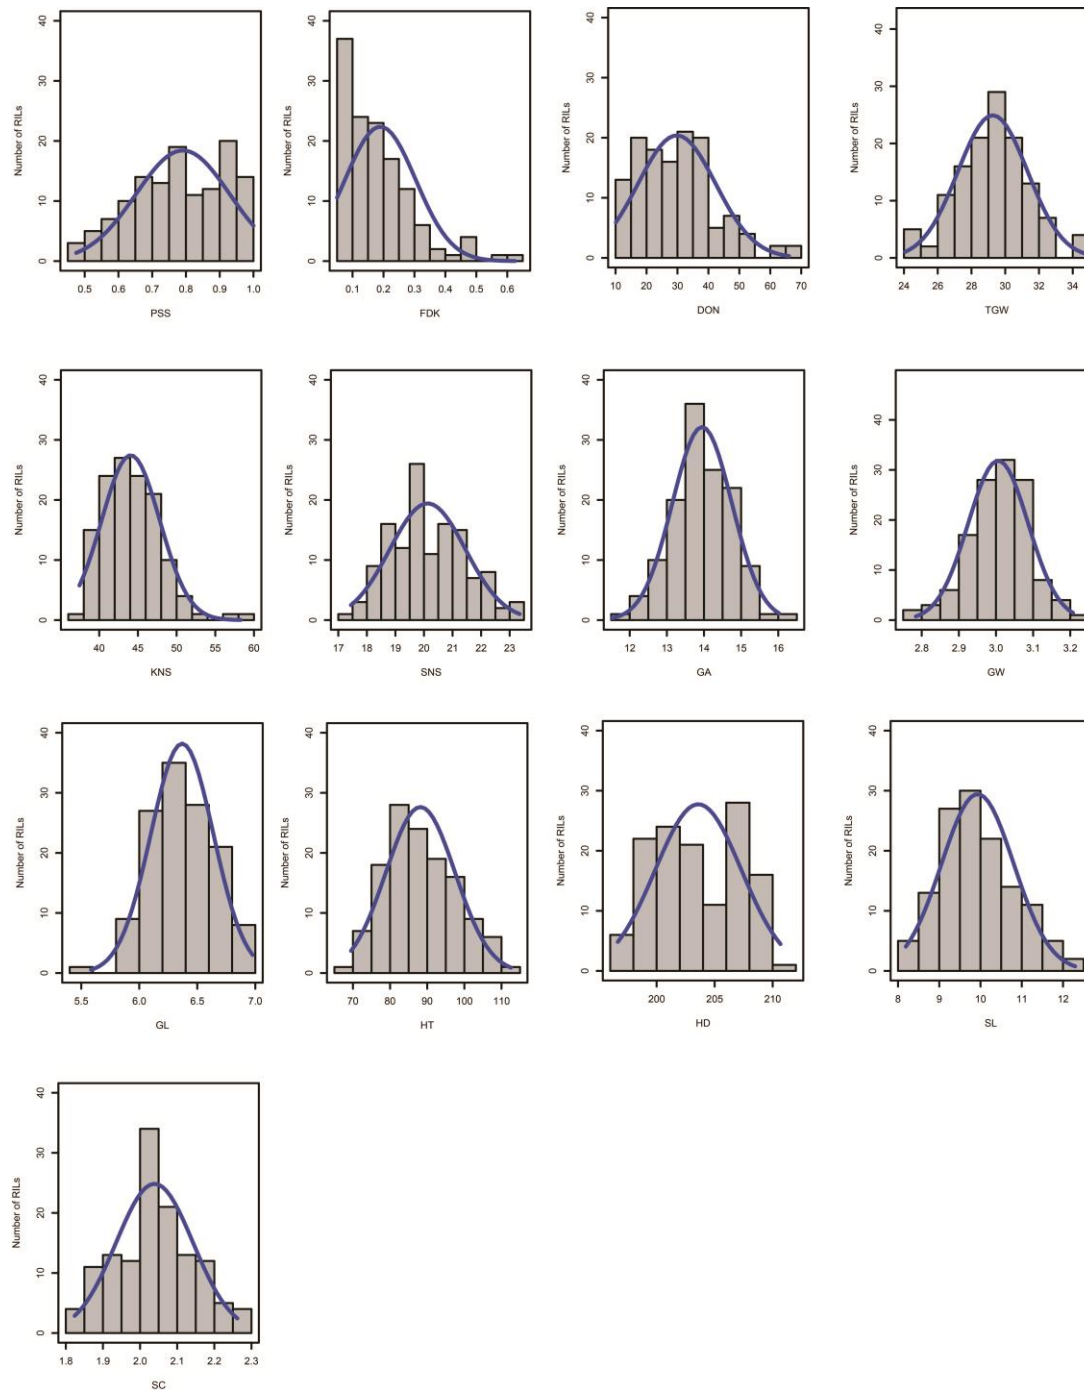 Number of RILs
0 10 20 30 40
0.5 0.6 0.7 0.8 0.9 1.0
PSS
Number of RILs
0 10 20 30 40
0.1 0.2 0.3 0.4 0.5 0.6
FDK
Number of RILs
0 10 20 30 40
10 20 30 40 50 60 70
DON
Number of RILs
0 10 20 30 40
24 26 28 30 32 34
TGW
Number of RILs
0 10 20 30 40
40 45 50 55 60
KNS
Number of RILs
0 10 20 30 40
17 18 19 20 21 22 23
SNS
Number of RILs
0 10 20 30 40
12 13 14 15 16
GA
Number of RILs
0 10 20 30 40
2.8 2.9 3.0 3.1 3.2
GW
Number of RILs
0 10 20 30 40
5.5 6.0 6.5 7.0
GL
Number of RILs
0 10 20 30 40
70 80 90 100 110
HT
Number of RILs
0 10 20 30 40
200 205 210
HD
Number of RILs
0 10 20 30 40
8 9 10 11 12
SL
Number of RILs
0 10 20 30 40
1.8 1.9 2.0 2.1 2.2 2.3
SC